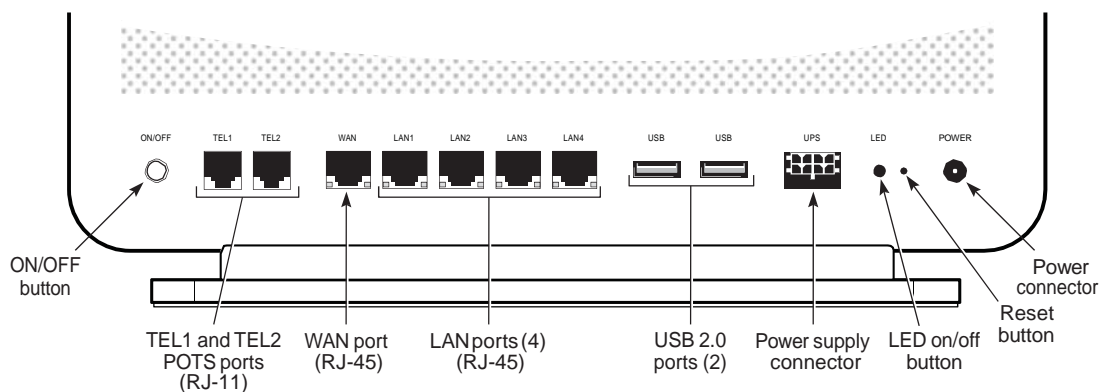 ON/OFF TEL1 TEL2 WAN LAN1 LAN2 LAN3 LAN4 USB USB UPS LED POWER
ON/OFF
button
TEL1 and TEL2
POTS ports
(RJ-11)
WAN port
(RJ-45)
LAN ports (4)
(RJ-45)
USB 2.0
ports (2)
Power supply
connector
LED on/off
button
Reset
button
Power
connector